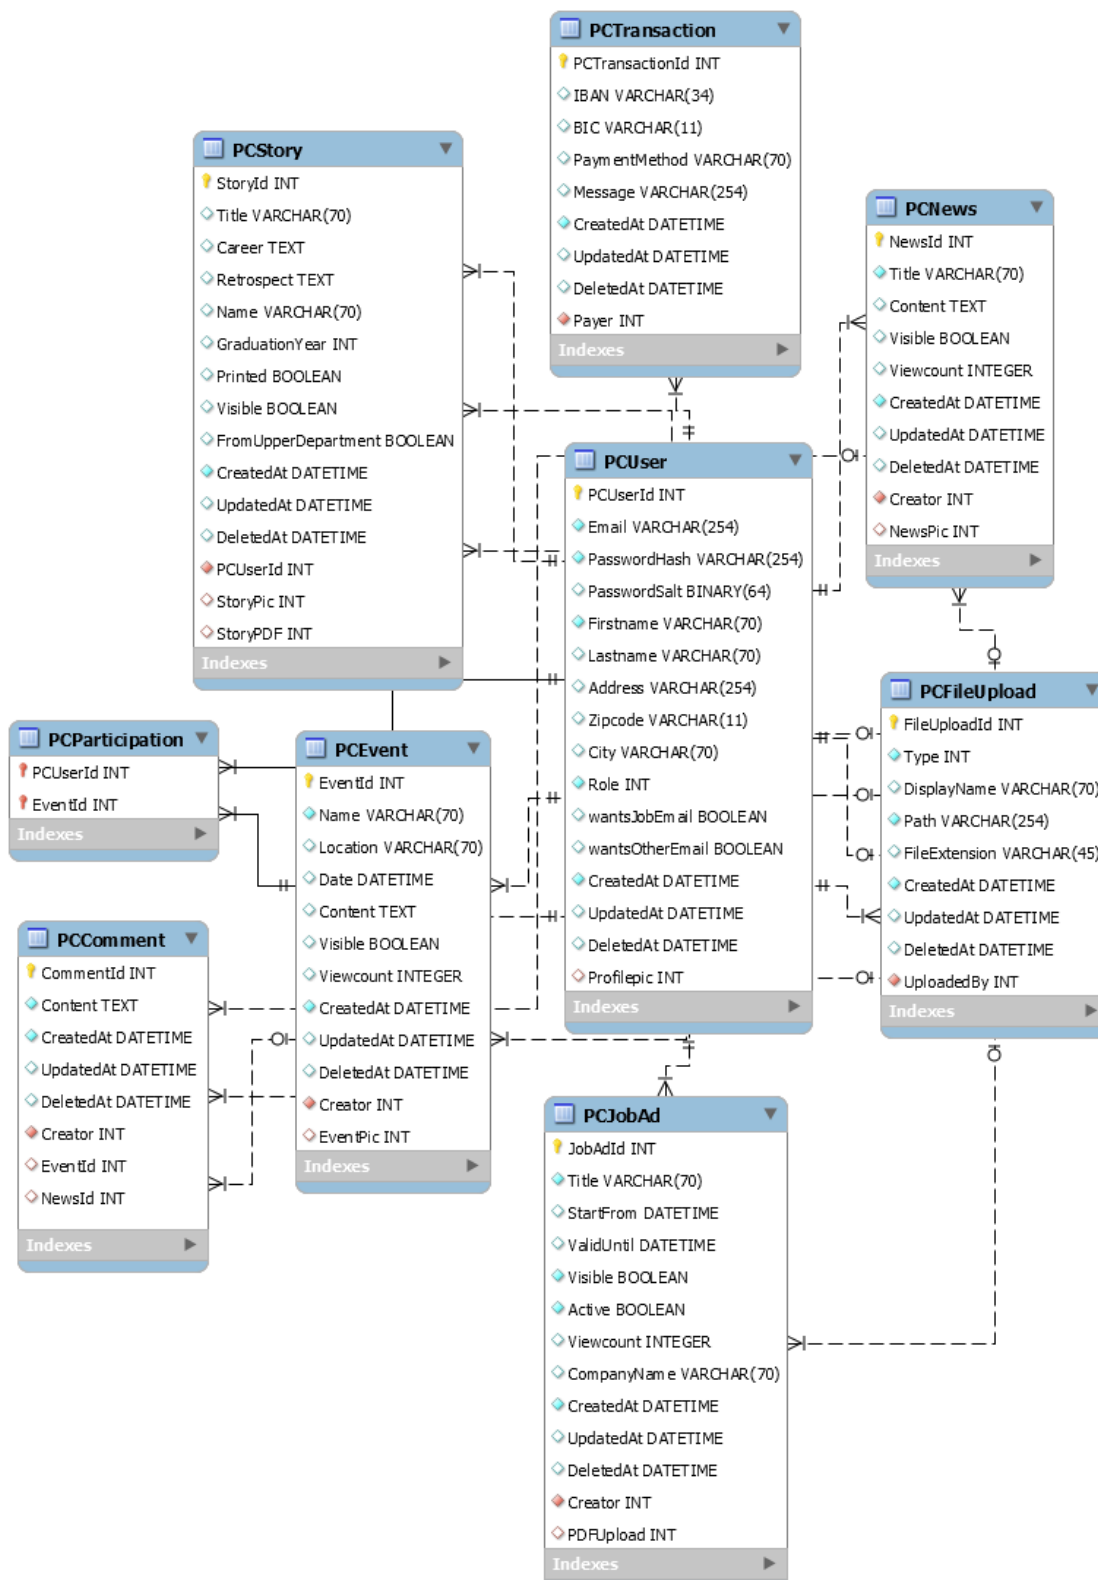 PCTransaction
PCTransactionId INT
IBAN VARCHAR(34)
BIC VARCHAR(11)
PaymentMethod VARCHAR(70)
Message VARCHAR(254)
CreatedAt DATETIME
UpdatedAt DATETIME
DeletedAt DATETIME
Payer INT
Indexes
PCStory
StoryId INT
Title VARCHAR(70)
Career TEXT
Retrospect TEXT
Name VARCHAR(70)
GraduationYear INT
Printed BOOLEAN
Visible BOOLEAN
FromUpperDepartment BOOLEAN
CreatedAt DATETIME
UpdatedAt DATETIME
DeletedAt DATETIME
PCUserId INT
StoryPic INT
StoryPDF INT
Indexes
PCNews
NewsId INT
Title VARCHAR(70)
Content TEXT
Visible BOOLEAN
Viewcount INTEGER
CreatedAt DATETIME
UpdatedAt DATETIME
DeletedAt DATETIME
Creator INT
NewsPic INT
Indexes
PCUser
PCUserId INT
Email VARCHAR(254)
PasswordHash VARCHAR(254)
PasswordSalt BINARY(64)
Firstname VARCHAR(70)
Lastname VARCHAR(70)
Address VARCHAR(254)
Zipcode VARCHAR(11)
City VARCHAR(70)
Role INT
wantsJobEmail BOOLEAN
wantsOtherEmail BOOLEAN
CreatedAt DATETIME
UpdatedAt DATETIME
DeletedAt DATETIME
Profilepic INT
Indexes
PCFileUpload
FileUploadId INT
Type INT
DisplayName VARCHAR(70)
Path VARCHAR(254)
FileExtension VARCHAR(45)
CreatedAt DATETIME
UpdatedAt DATETIME
DeletedAt DATETIME
UploadedBy INT
Indexes
PCParticipation
PCUserId INT
EventId INT
Indexes
PCEvent
EventId INT
Name VARCHAR(70)
Location VARCHAR(70)
Date DATETIME
Content TEXT
Visible BOOLEAN
Viewcount INTEGER
CreatedAt DATETIME
UpdatedAt DATETIME
DeletedAt DATETIME
Creator INT
EventPic INT
Indexes
PCComment
CommentId INT
Content TEXT
CreatedAt DATETIME
UpdatedAt DATETIME
DeletedAt DATETIME
Creator INT
EventId INT
NewsId INT
Indexes
PCJobAd
JobAdId INT
Title VARCHAR(70)
StartFrom DATETIME
ValidUntil DATETIME
Visible BOOLEAN
Active BOOLEAN
Viewcount INTEGER
CompanyName VARCHAR(70)
CreatedAt DATETIME
UpdatedAt DATETIME
DeletedAt DATETIME
Creator INT
PDFUpload INT
Indexes